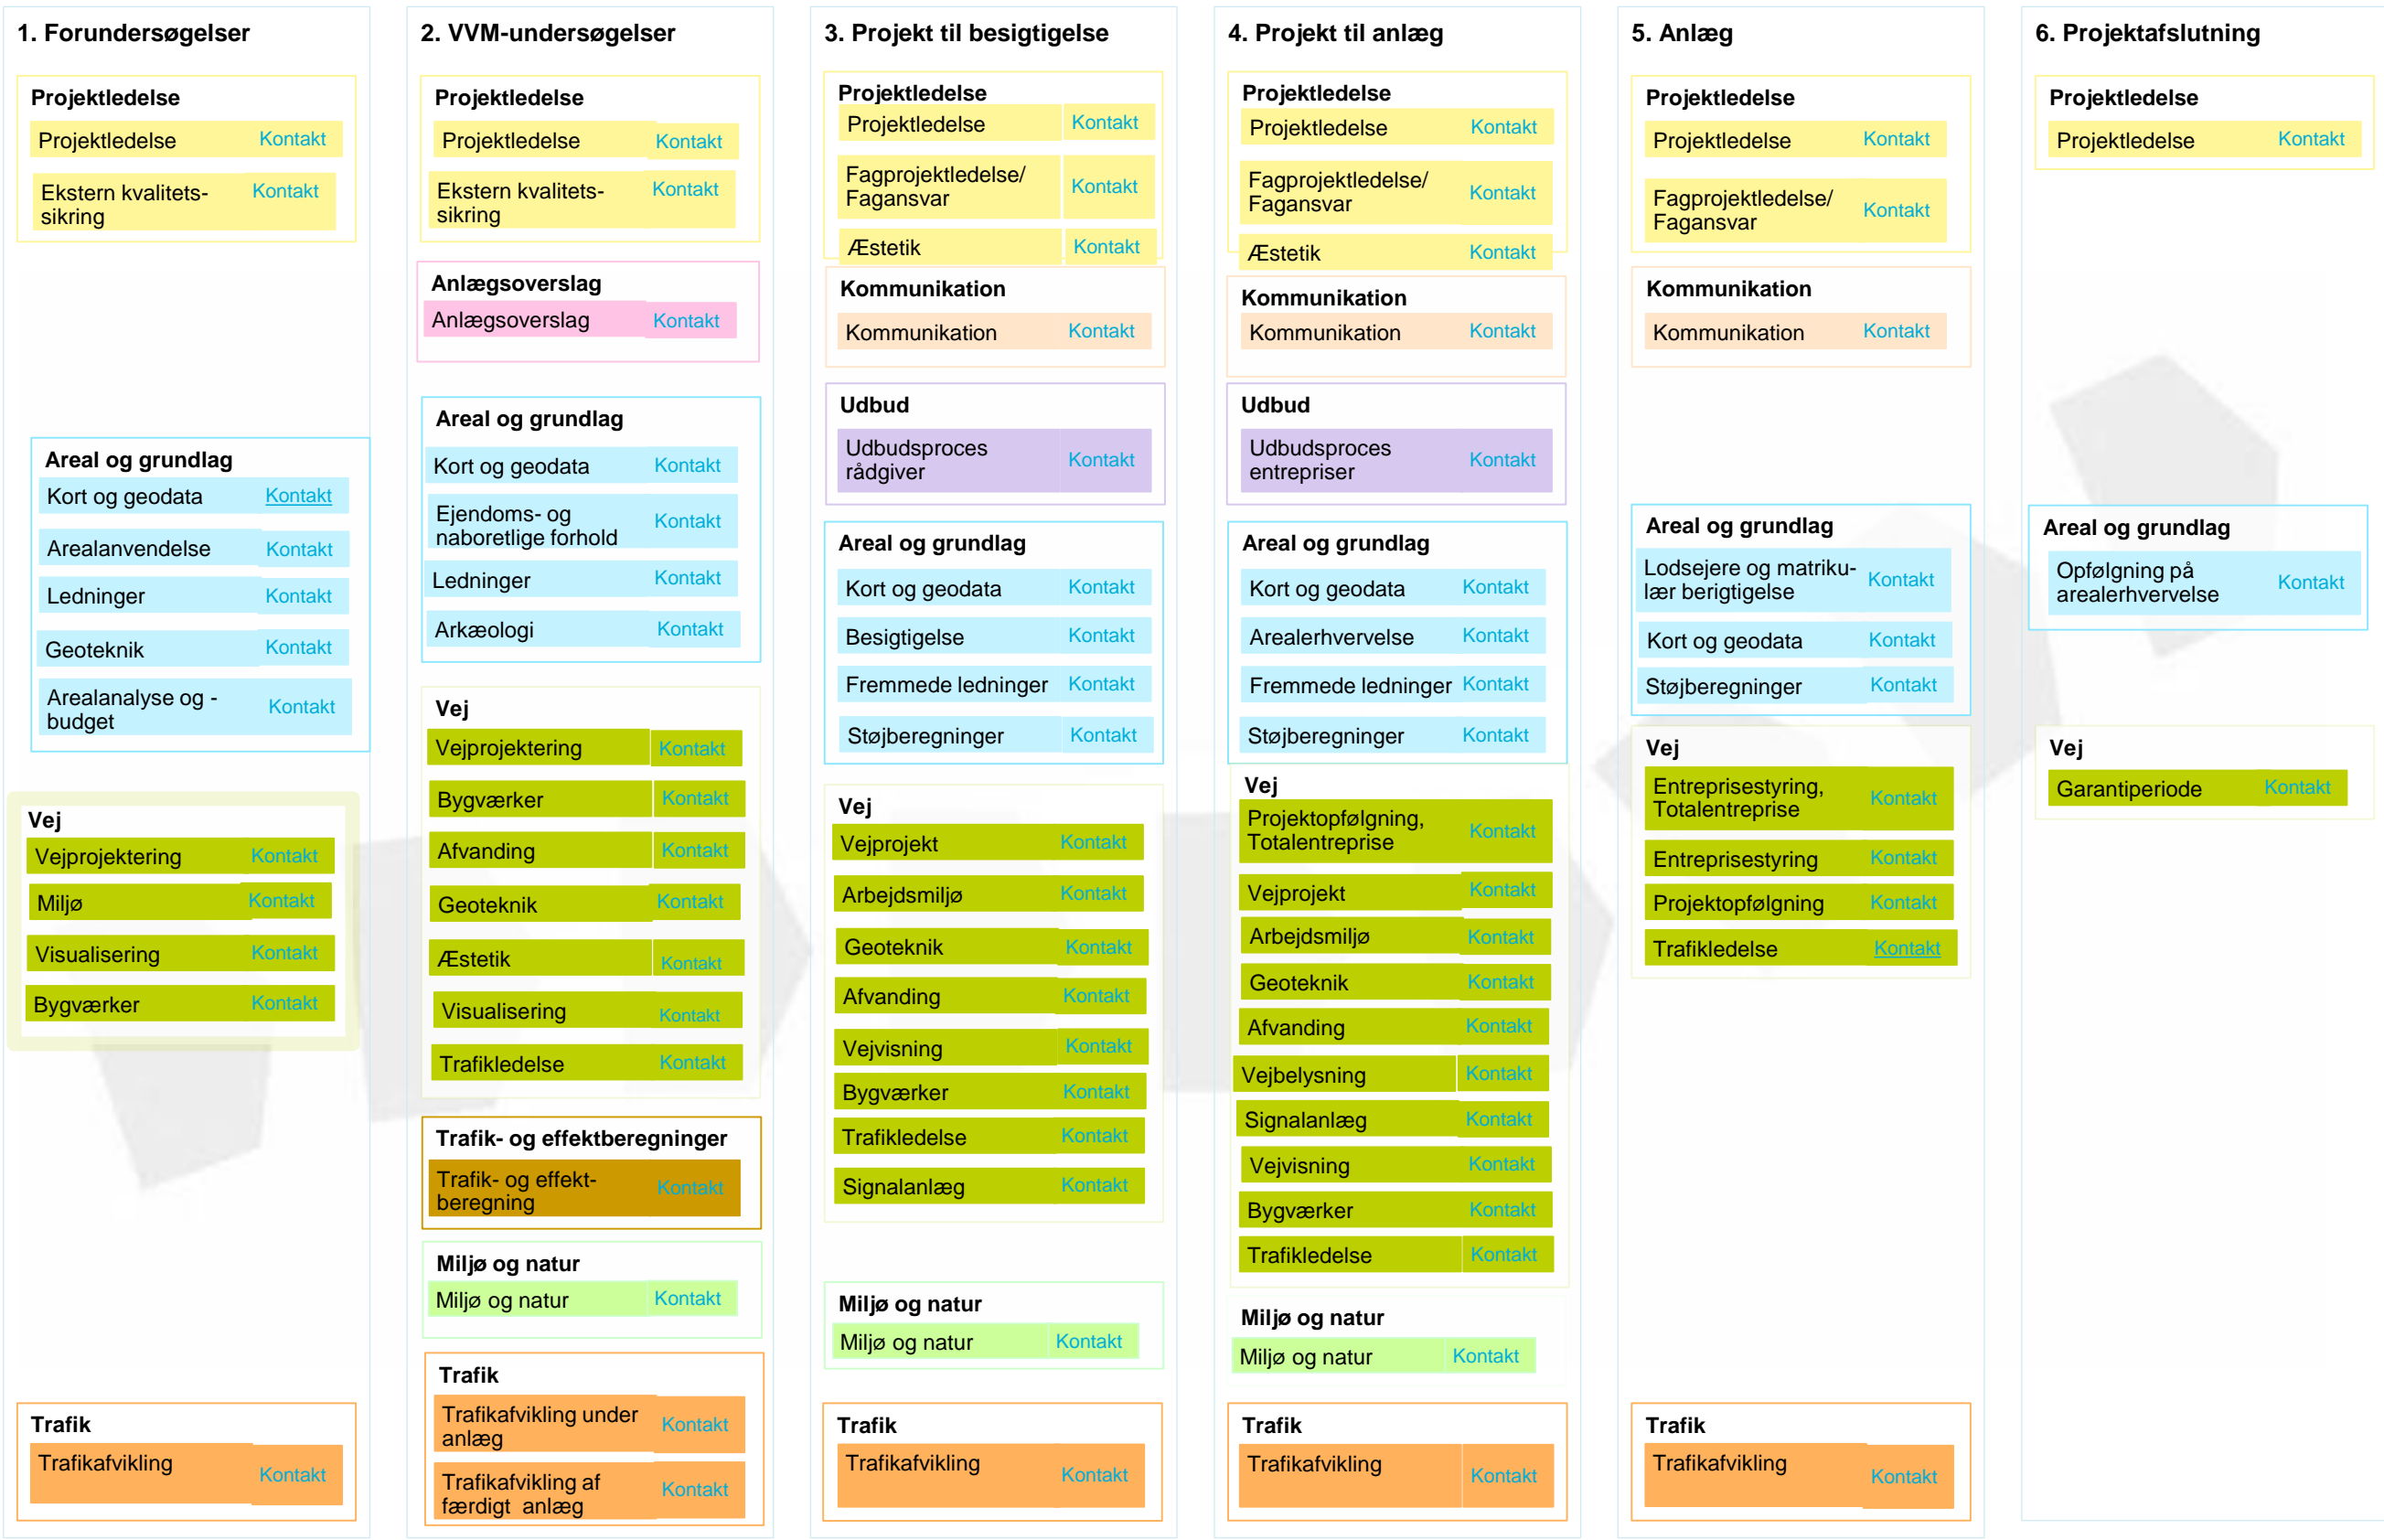 1. Forundersøgelser
Projektledelse
Projektledelse Kontakt
Ekstern kvalitets- Kontakt
sikring
Areal og grundlag
Kort og geodata Kontakt
Arealanvendelse Kontakt
Ledninger Kontakt
Geoteknik Kontakt
Arealanalyse og - Kontakt
budget
Vej
Vejprojektering Kontakt
Miljø Kontakt
Visualisering Kontakt
Bygværker Kontakt
Trafik
Trafikafvikling Kontakt
2. VVM-undersøgelser
Projektledelse
Projektledelse Kontakt
Ekstern kvalitets- Kontakt
sikring
Anlægsoverslag
Anlægsoverslag Kontakt
Areal og grundlag
Kort og geodata Kontakt
Ejendoms- og Kontakt
naboretlige forhold
Ledninger Kontakt
Arkæologi Kontakt
Vej
Vejprojektering Kontakt
Bygværker Kontakt
Afvanding Kontakt
Geoteknik Kontakt
Æstetik Kontakt
Visualisering Kontakt
Trafikledelse Kontakt
Trafik- og effektberegninger
Trafik- og effekt- Kontakt
beregning
Miljø og natur
Miljø og natur Kontakt
Trafik
Trafikafvikling under Kontakt
anlæg
Trafikafvikling af Kontakt
færdigt anlæg
3. Projekt til besigtigelse
Projektledelse
Projektledelse Kontakt
Fagprojektledelse/ Kontakt
Fagansvar
Æstetik Kontakt
Kommunikation
Kommunikation Kontakt
Udbud
Udbudsproces Kontakt
rådgiver
Areal og grundlag
Kort og geodata Kontakt
Besigtigelse Kontakt
Fremmede ledninger Kontakt
Støjberegninger Kontakt
Vej
Vejprojekt Kontakt
Arbejdsmiljø Kontakt
Geoteknik Kontakt
Afvanding Kontakt
Vejvisning Kontakt
Bygværker Kontakt
Trafikledelse Kontakt
Signalanlæg Kontakt
Miljø og natur
Miljø og natur Kontakt
Trafik
Trafikafvikling Kontakt
4. Projekt til anlæg
Projektledelse
Projektledelse Kontakt
Fagprojektledelse/ Kontakt
Fagansvar
Æstetik Kontakt
Kommunikation
Kommunikation Kontakt
Udbud
Udbudsproces Kontakt
entrepriser
Areal og grundlag
Kort og geodata Kontakt
Arealerhvervelse Kontakt
Fremmede ledninger Kontakt
Støjberegninger Kontakt
Vej
Projektopfølgning, Kontakt
Totalentreprise
Vejprojekt Kontakt
Arbejdsmiljø Kontakt
Geoteknik Kontakt
Afvanding Kontakt
Vejbelysning Kontakt
Signalanlæg Kontakt
Vejvisning Kontakt
Bygværker Kontakt
Trafikledelse Kontakt
Miljø og natur
Miljø og natur Kontakt
Trafik
Trafikafvikling Kontakt
5. Anlæg
Projektledelse
Projektledelse Kontakt
Fagprojektledelse/ Kontakt
Fagansvar
Kommunikation
Kommunikation Kontakt
Areal og grundlag
Lodsejere og matriku- Kontakt
lær berigtigelse
Kort og geodata Kontakt
Støjberegninger Kontakt
Vej
Entreprisestyring, Kontakt
Totalentreprise
Entreprisestyring Kontakt
Projektopfølgning Kontakt
Trafikledelse Kontakt
Trafik
Trafikafvikling Kontakt
6. Projektafslutning
Projektledelse
Projektledelse Kontakt
Areal og grundlag
Opfølgning på Kontakt
arealerhvervelse
Vej
Garantiperiode Kontakt